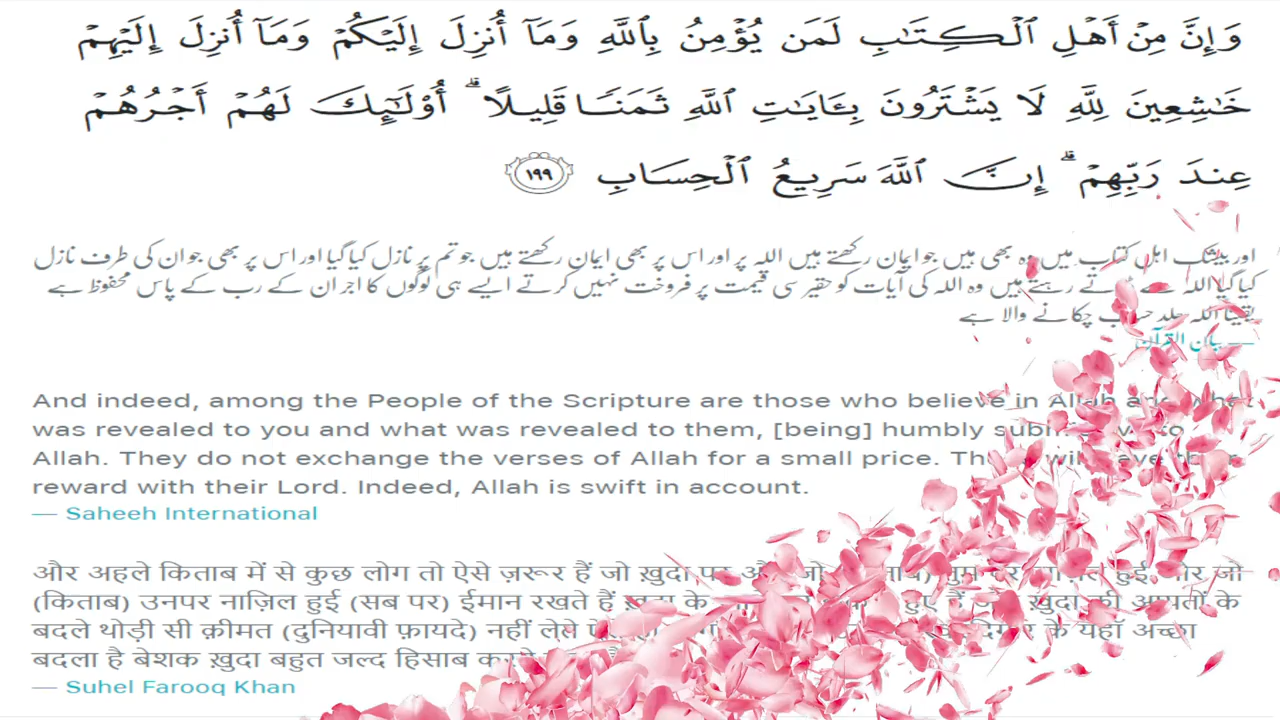 وَإِنَّ مِنْ أَهْلِ ٱلْكِتَٰبِ لَمَن يُؤْمِنُ بِٱللَّهِ وَمَآ أُنزِلَ إِلَيْكُمْ وَمَآ أُنزِلَ إِلَيْهِمْ
خَٰشِعِينَ لِلَّهِ لَا يَشْتَرُونَ بِـَٔايَٰتِ ٱللَّهِ ثَمَنًا قَلِيلًا ۗ أُو۟لَٰٓئِكَ لَهُمْ أَجْرُهُمْ
عِندَ رَبِّهِمْ ۗ إِنَّ ٱللَّهَ سَرِيعُ ٱلْحِسَابِ ١٩٩
اور بیشک اہل کتاب میں وہ بھی ہیں جو ایمان رکھتے ہیں اللہ پر اور اس پر بھی ایمان رکھتے ہیں جو تم پر نازل کیا گیا اور اس پر بھی جو ان کی طرف نازل
کیا گیا اللہ سے رہتے ہیں وہ اللہ کی آیات کو حقیر سی قیمت پر فروخت نہیں کرتے ایسے ہی لوگوں کا اجر ان کے رب کے پاس محفوظ ہے
یقینا اللہ جلد حساب چکانے والا ہے
— بیان القرآن
And indeed, among the People of the Scripture are those who believe in Allah and what
was revealed to you and what was revealed to them, [being] humbly to
Allah. They do not exchange the verses of Allah for a small price. their
reward with their Lord. Indeed, Allah is swift in account.
— Saheeh International
और अहले किताब में से कुछ लोग तो ऐसे ज़रूर हैं जो ख़ुदा पर हुई और जो
(किताब) उनपर नाज़िल हुई (सब पर) ईमान रखते हैं ख़ुदा के हुए हैं ख़ुदा की आयतों के
बदले थोड़ी सी क़ीमत (दुनियावी फ़ायदे) नहीं लेते के यहॉ अच्छा
बदला है बेशक ख़ुदा बहुत जल्द हिसाब
— Suhel Farooq Khan